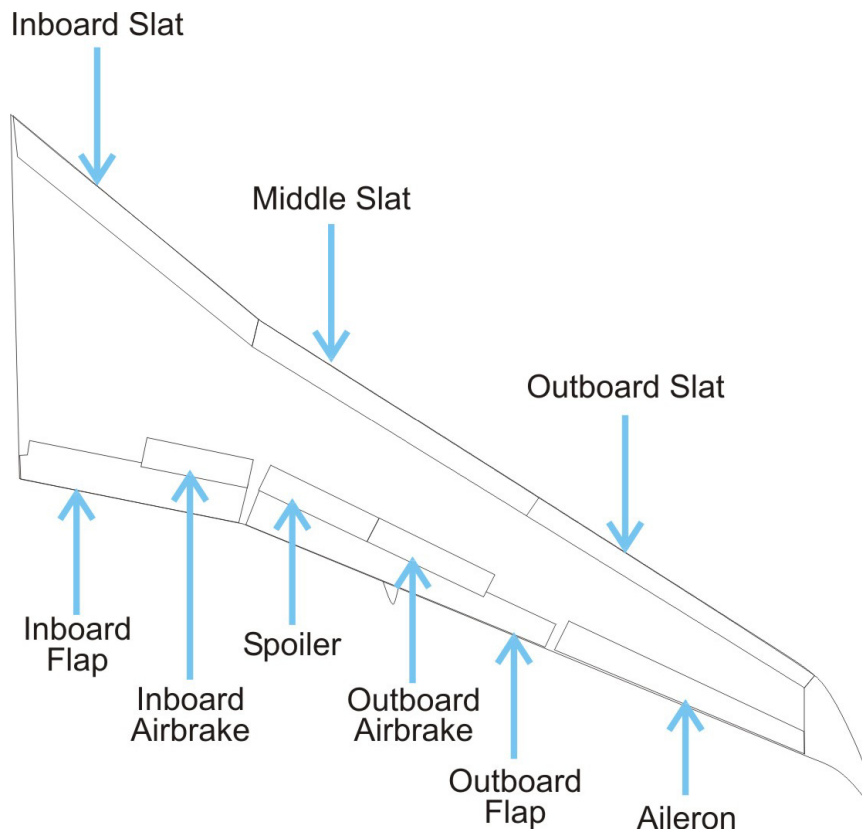 Inboard Slat
Middle Slat
Outboard Slat
Inboard
Flap
Inboard
Airbrake
Spoiler
Outboard
Airbrake
Outboard
Flap
Aileron